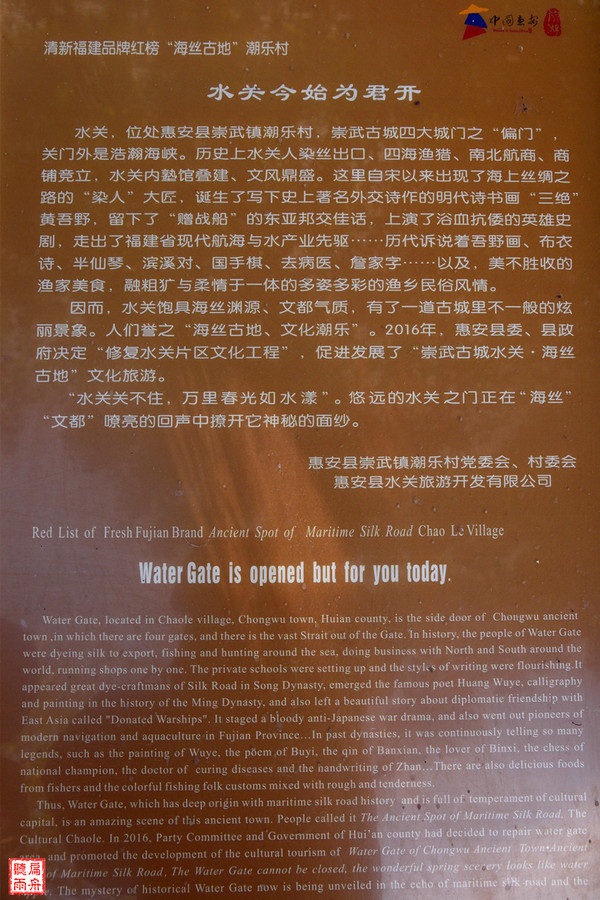 中国惠安
清新福建品牌红榜“海丝古地”潮乐村
水关今始为君开
水关，位处惠安县崇武镇潮乐村，崇武古城四大城门之“偏门”，
关门外是浩瀚海峡。历史上水关人染丝出口、四海渔猎、南北航商、商
铺竞立，水关内塾馆叠建、文风鼎盛。这里自宋以来出现了海上丝绸之
路的“染人”大匠，诞生了写下史上著名外交诗作的明代诗书画“三绝”
黄吾野，留下了“赠战船”的东亚邦交佳话，上演了浴血抗倭的英雄史
剧，走出了福建省现代航海与水产业先驱……历代诉说着吾野画、布衣
诗、半仙琴、滨溪对、国手棋、去病医、詹家字……以及，美不胜收的
渔家美食，融粗犷与柔情于一体的多姿多彩的渔乡民俗风情。
因而，水关饱具海丝渊源、文都气质，有了一道古城里不一般的炫
丽景象。人们誉之“海丝古地、文化潮乐”。2016年，惠安县委、县政
府决定“修复水关片区文化工程”，促进发展了“崇武古城水关·海丝
古地”文化旅游。
“水关关不住，万里春光如水漾”。悠远的水关之门正在“海丝”
“文都”嘹亮的回声中撩开它神秘的面纱。
惠安县崇武镇潮乐村党委会、村委会
惠安县水关旅游开发有限公司
Red List of Fresh Fujian Brand Ancient Spot of Maritime Silk Road Chao Le Village
Water Gate is opened but for you today.
Water Gate, located in Chaole village, Chongwu town, Huian county, is the side door of Chongwu ancient
town ,in which there are four gates, and there is the vast Strait out of the Gate. In history, the people of Water Gate
were dyeing silk to export, fishing and hunting around the sea, doing business with North and South around the
world, running shops one by one. The private schools were setting up and the styles of writing were flourishing.It
appeared great dye-craftmans of Silk Road in Song Dynasty, emerged the famous poet Huang Wuye, calligraphy
and painting in the history of the Ming Dynasty, and also left a beautiful story about diplomatic friendship with
East Asia called "Donated Warships". It staged a bloody anti-Japanese war drama, and also went out pioneers of
modern navigation and aquaculture in Fujian Province…In past dynasties, it was continuously telling so many
legends, such as the painting of Wuye, the poem of Buyi, the qin of Banxian, the lover of Binxi, the chess of
national champion, the doctor of curing diseases and the handwriting of Zhan…There are also delicious foods
from fishers and the colorful fishing folk customs mixed with rough and tenderness.
Thus, Water Gate, which has deep origin with maritime silk road history and is full of temperament of cultural
capital, is an amazing scene of this ancient town. People called it The Ancient Spot of Maritime Silk Road. The
Cultural Chaole. In 2016, Party Committee and Government of Hui'an county had decided to repair water gate
and promoted the development of the cultural tourism of Water Gate of Chongwu Ancient Town·Ancient
of Maritime Silk Road, The Water Gate cannot be closed, the wonderful spring scenery looks like water
The mystery of historical Water Gate now is being unveiled in the echo of maritime silk road and the
扁舟
听雨